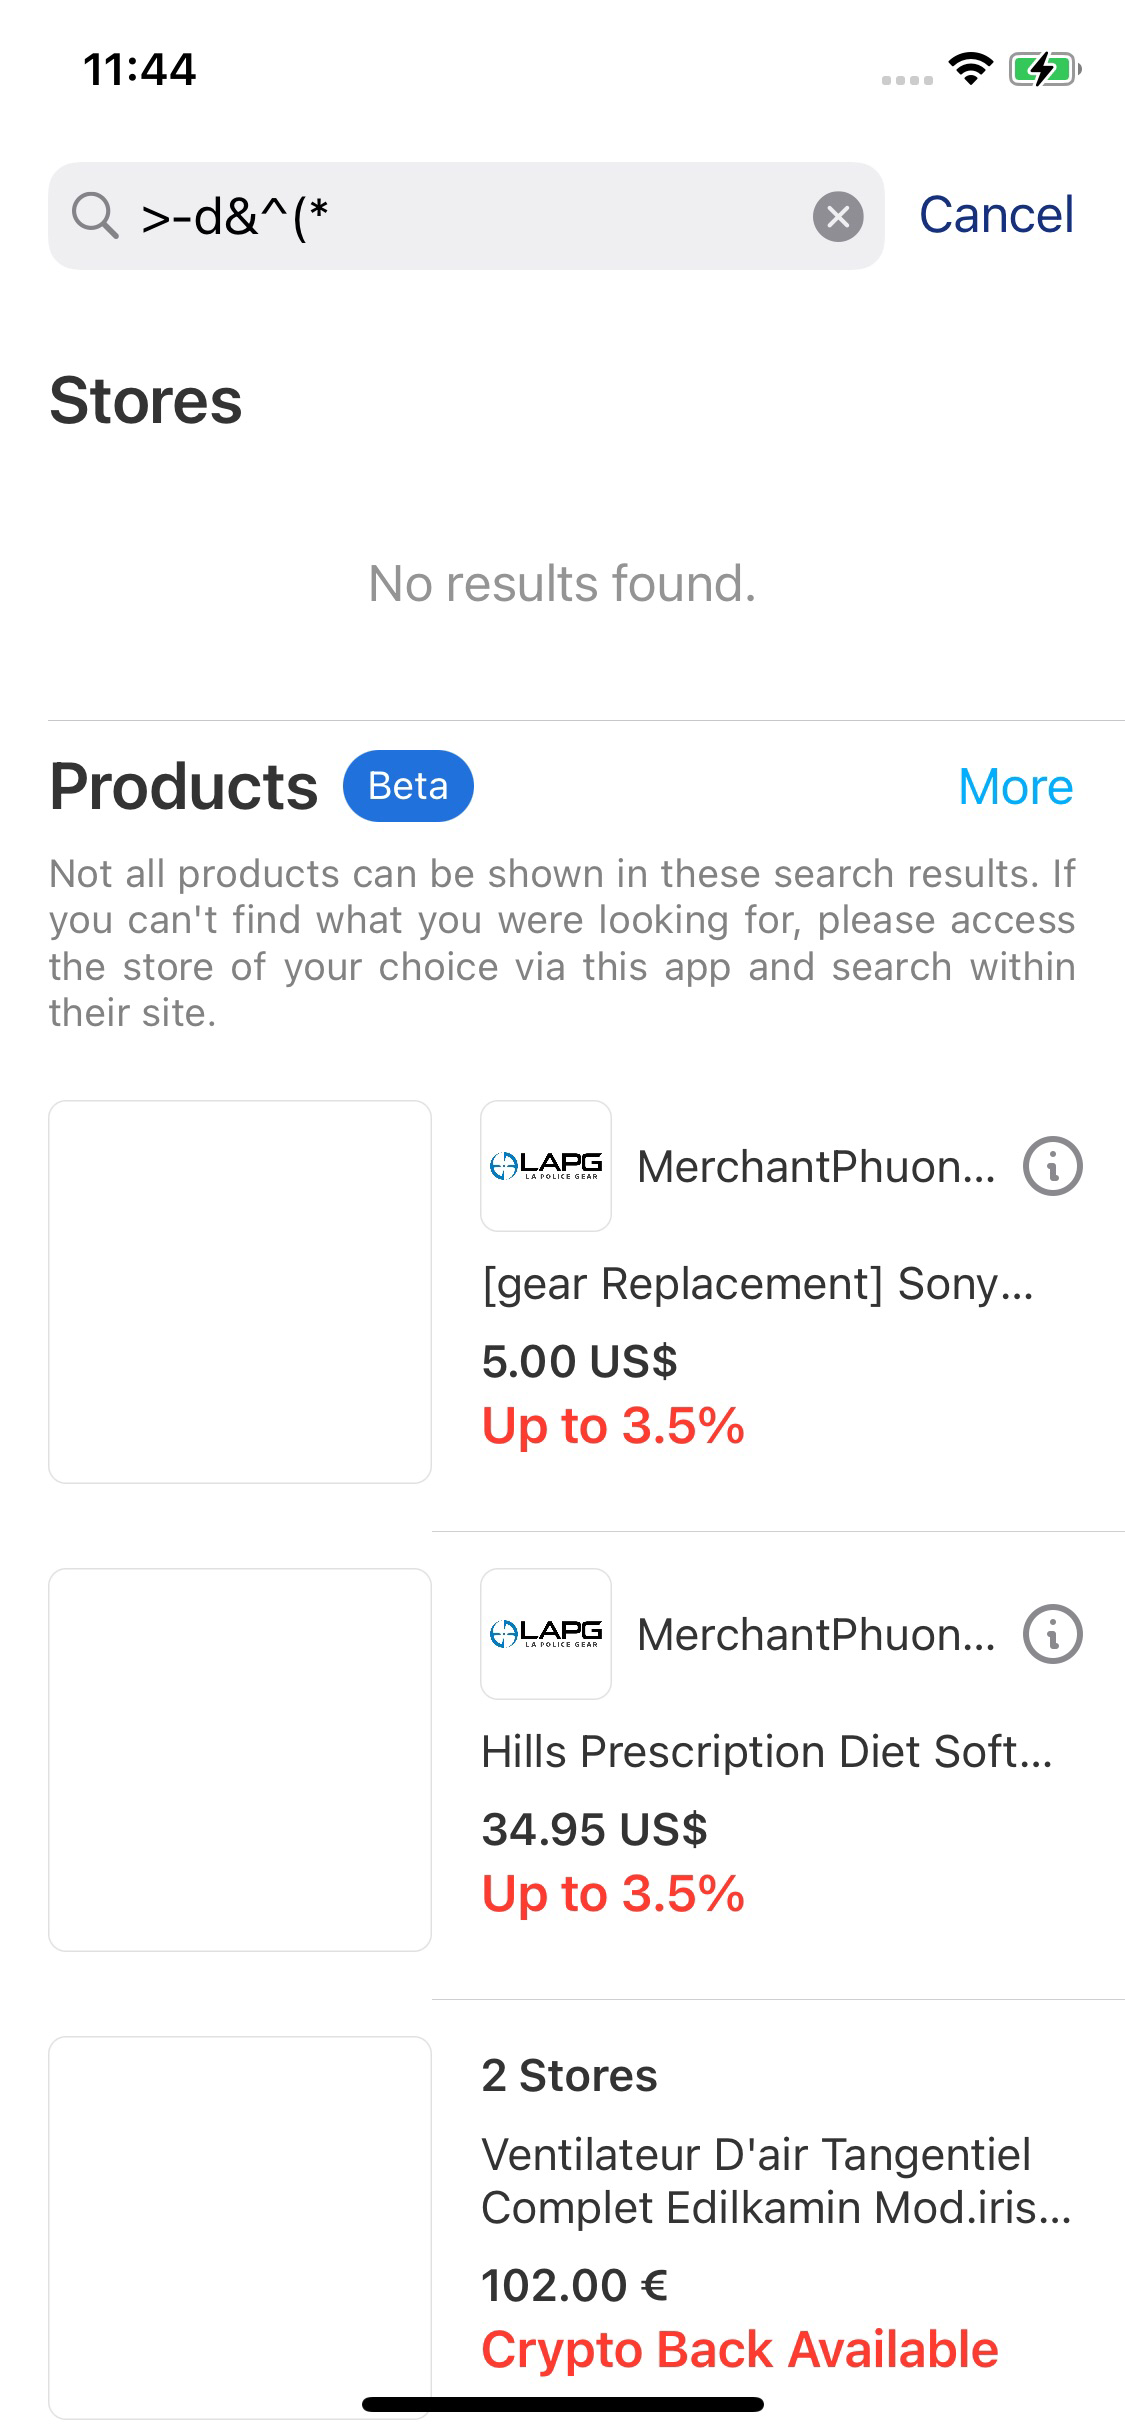 11:44
>-d&^(*
Cancel
Stores
No results found.
Products
Beta
More
Not all products can be shown in these search results. If
you can't find what you were looking for, please access
the store of your choice via this app and search within
their site.
LAPG
LA POLICE GEAR
MerchantPhuon...
[gear Replacement] Sony...
5.00 US$
Up to 3.5%
LAPG
LA POLICE GEAR
MerchantPhuon...
Hills Prescription Diet Soft...
34.95 US$
Up to 3.5%
2 Stores
Ventilateur D'air Tangentiel
Complet Edilkamin Mod.iris...
102.00 €
Crypto Back Available